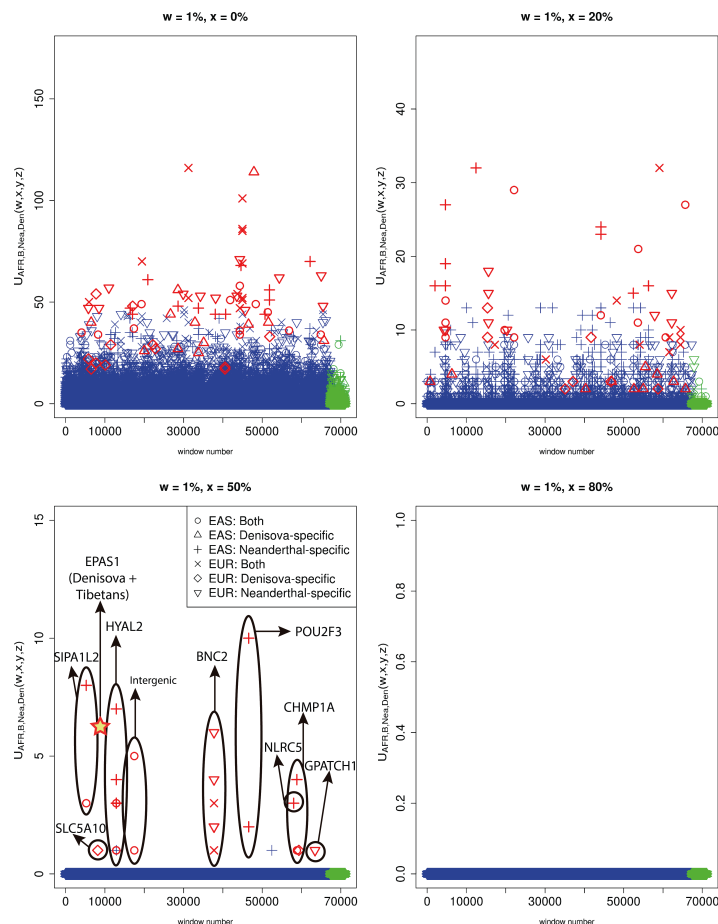 w = 1%, x = 0%
U_AFR,B,Nea,Den(w,x,y,z)
150
100
50
0
0 10000 30000 50000 70000
window number
w = 1%, x = 20%
U_AFR,B,Nea,Den(w,x,y,z)
40
30
20
10
0
0 10000 30000 50000 70000
window number
w = 1%, x = 50%
U_AFR,B,Nea,Den(w,x,y,z)
15
10
5
0
EAS: Both
EAS: Denisova-specific
EAS: Neanderthal-specific
EUR: Both
EUR: Denisova-specific
EUR: Neanderthal-specific
EPAS1
(Denisova +
Tibetans)
HYAL2
SIPA1L2
Intergenic
BNC2
POU2F3
CHMP1A
NLRC5
GPATCH1
SLC5A10
0 10000 30000 50000 70000
window number
w = 1%, x = 80%
U_AFR,B,Nea,Den(w,x,y,z)
1.0
0.8
0.6
0.4
0.2
0.0
0 10000 30000 50000 70000
window number